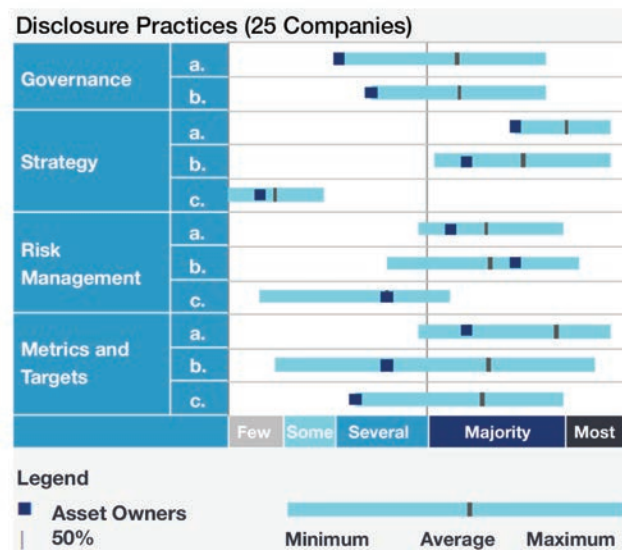 Disclosure Practices (25 Companies)
Governance
a.
b.
Strategy
a.
b.
c.
Risk
Management
a.
b.
c.
Metrics and
Targets
a.
b.
c.
Few Some Several Majority Most
Legend
Asset Owners
50%
Minimum Average Maximum